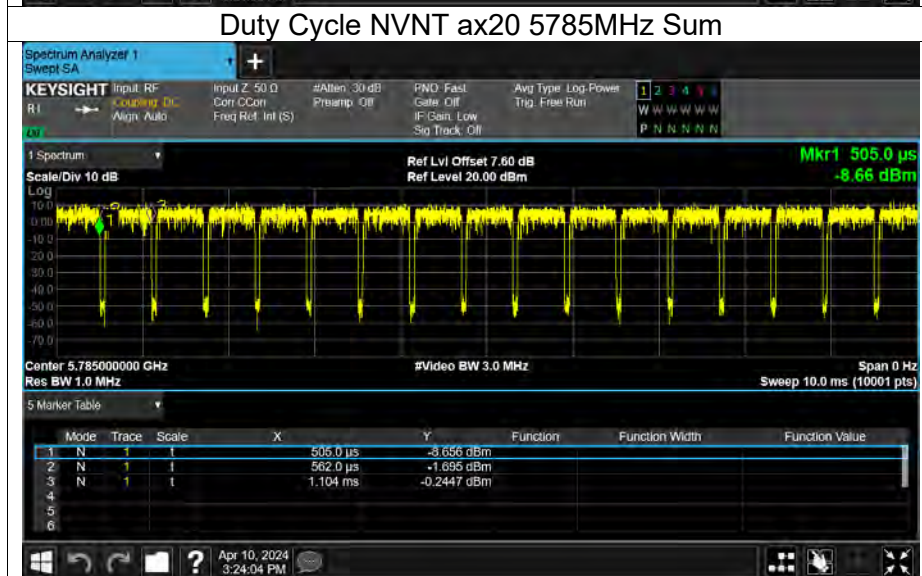 Duty Cycle NVNT ax20 5785MHz Sum
Spectrum Analyzer 1
Swept SA
+
KEYSIGHT Input: RF Input Z: 50 Ω #Atten: 30 dB PNO: Fast Avg Type: Log-Power 1 2 3 4 5 6
Coupling: DC Corr CCorr Preamp: Off Gate: Off Trig: Free Run W W W W W W
Align: Auto Freq Ref: Int (S) IF Gain: Low
Sig Track: Off P N N N N N
1 Spectrum
Ref Lvl Offset 7.60 dB Mkr1 505.0 µs
Scale/Div 10 dB Ref Level 20.00 dBm -8.66 dBm
Log
10.0
0.00
-10.0
-20.0
-30.0
-40.0
-50.0
-60.0
-70.0
Center 5.785000000 GHz #Video BW 3.0 MHz Span 0 Hz
Res BW 1.0 MHz Sweep 10.0 ms (10001 pts)
5 Marker Table
Mode Trace Scale X Y Function Function Width Function Value
1 N 1 t 505.0 µs -8.656 dBm
2 N 1 t 562.0 µs -1.695 dBm
3 N 1 t 1.104 ms -0.2447 dBm
4
5
6
? Apr 10, 2024
3:24:04 PM